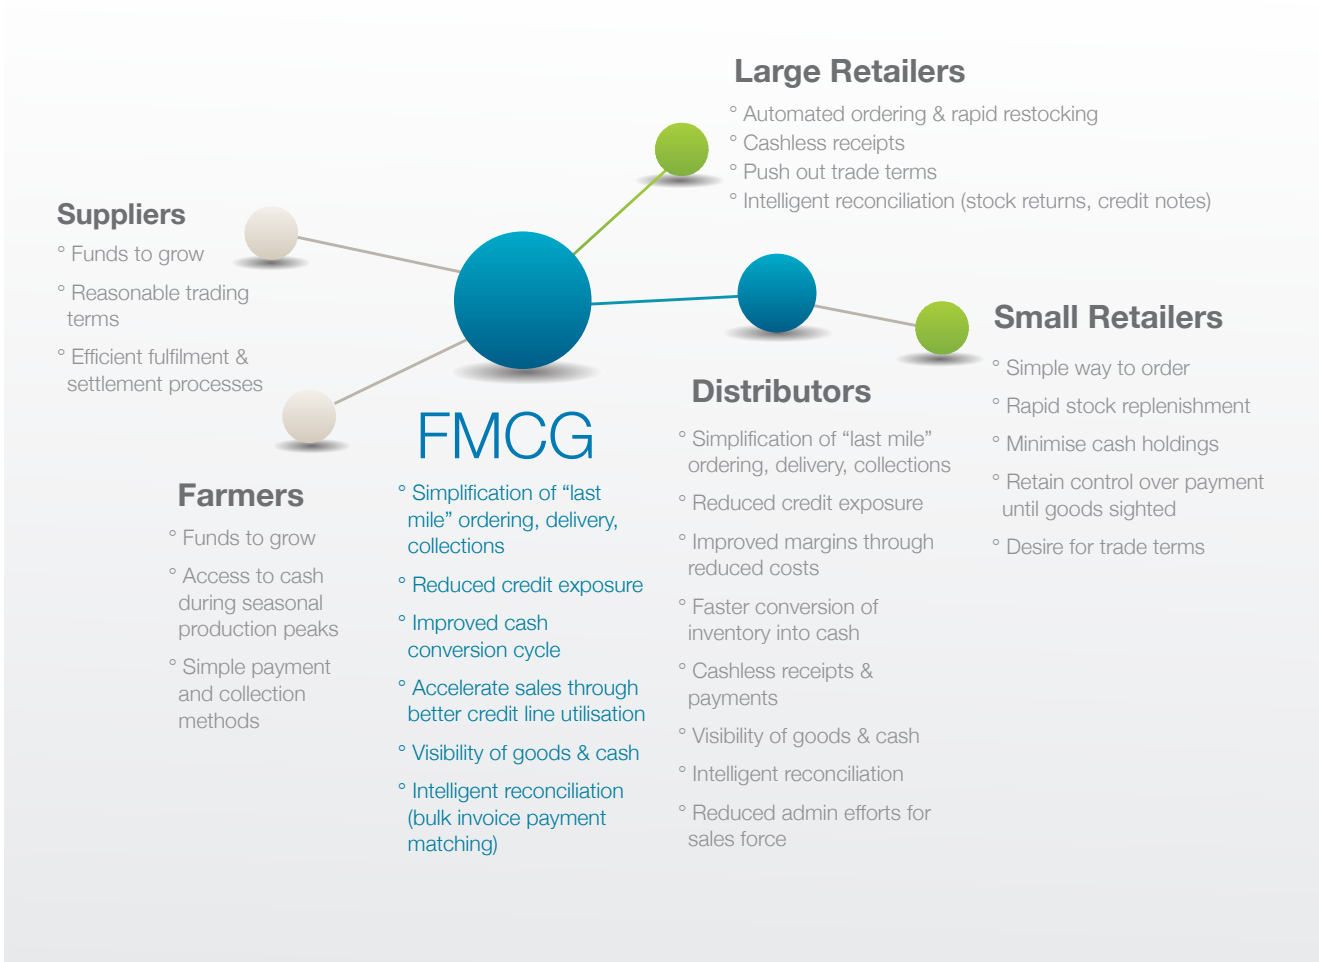 Large Retailers
° Automated ordering & rapid restocking
° Cashless receipts
° Push out trade terms
° Intelligent reconciliation (stock returns, credit notes)
Suppliers
° Funds to grow
° Reasonable trading
terms
° Efficient fulfilment &
settlement processes
Farmers
° Funds to grow
° Access to cash
during seasonal
production peaks
° Simple payment
and collection
methods
FMCG
° Simplification of “last
mile” ordering, delivery,
collections
° Reduced credit exposure
° Improved cash
conversion cycle
° Accelerate sales through
better credit line utilisation
° Visibility of goods & cash
° Intelligent reconciliation
(bulk invoice payment
matching)
Distributors
° Simplification of “last mile”
ordering, delivery, collections
° Reduced credit exposure
° Improved margins through
reduced costs
° Faster conversion of
inventory into cash
° Cashless receipts &
payments
° Visibility of goods & cash
° Intelligent reconciliation
° Reduced admin efforts for
sales force
Small Retailers
° Simple way to order
° Rapid stock replenishment
° Minimise cash holdings
° Retain control over payment
until goods sighted
° Desire for trade terms